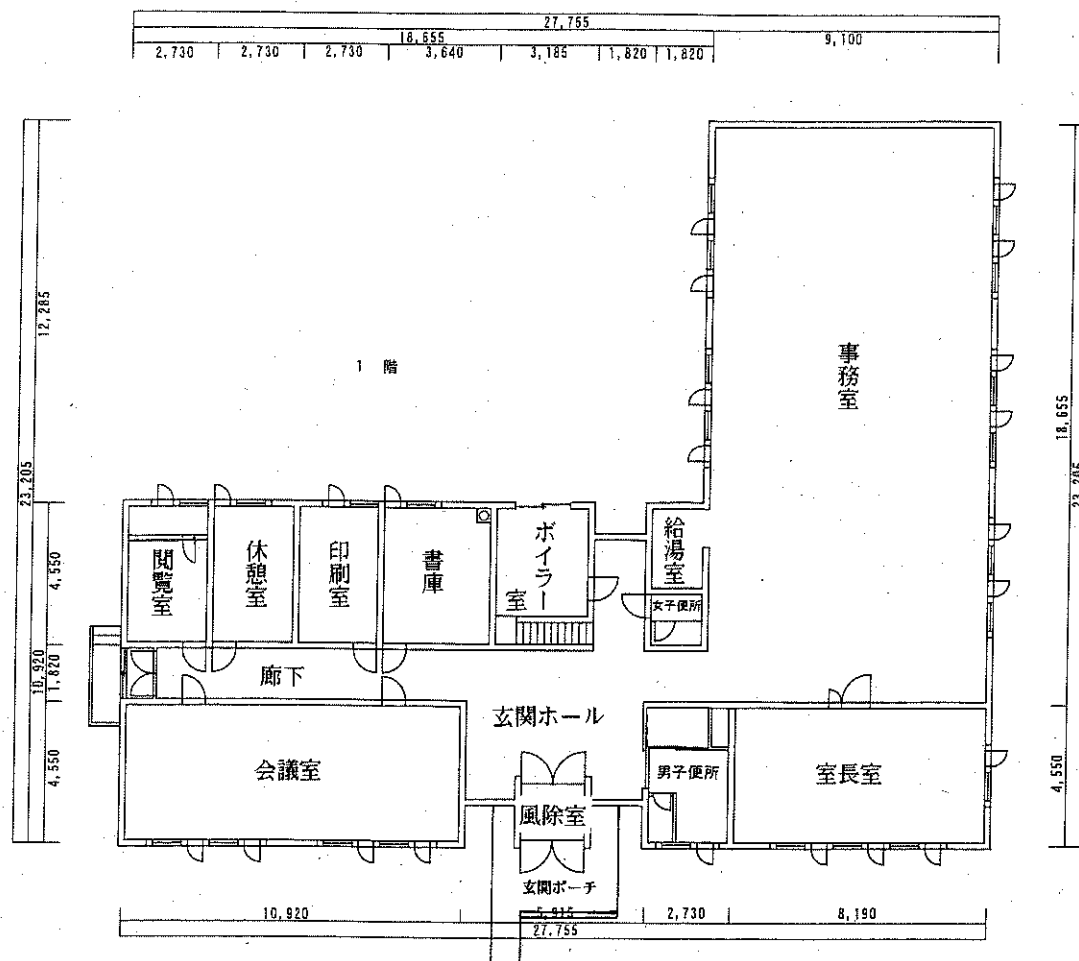 27,755
18,655
9,100
2,730
2,730
2,730
3,640
3,185
1,820
1,820
12,285
23,205
4,550
10,920
1,820
4,550
1 階
事務室
18,655
23,205
4,550
閲覧室
休憩室
印刷室
書庫
ボイラー室
給湯室
女子便所
廊下
玄関ホール
会議室
風除室
男子便所
室長室
玄関ポーチ
10,920
5,915
2,730
8,190
27,755